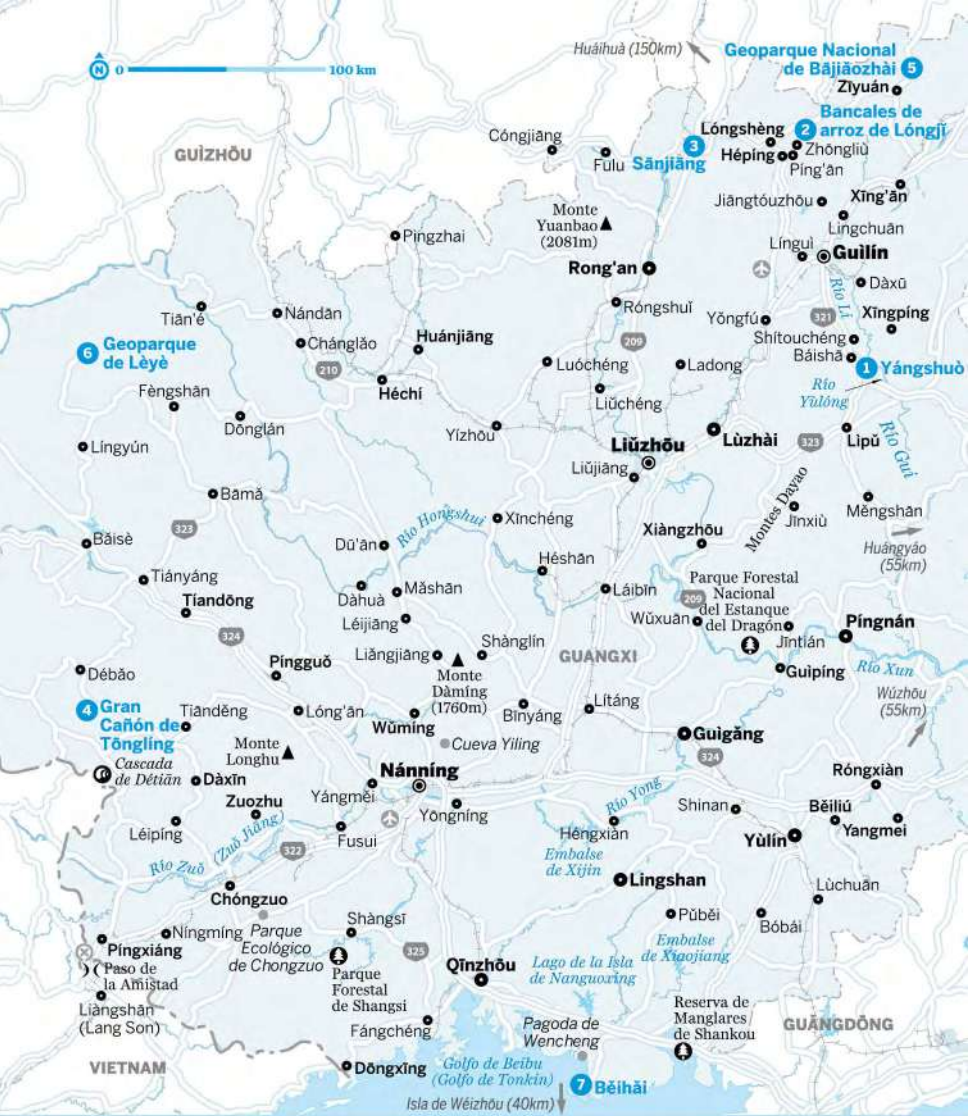 Huáihuà (150km)
Geoparque Nacional
de Bājiǎozhài 5
Zīyuán
N 0 100 km
Lóngshèng
2 Bancales de
arroz de Lóngjǐ
Cóngjiāng
3
Sānjiāng
Fulu
Hépíng
Zhōngliù
Píng'ān
GUÌZHŌU
Jiāngtóuzhōu
Xīng'ān
Língchuān
Monte
Yuanbao
(2081m)
Pingzhai
Línguì
Guìlín
Rong'an
Dàxū
Río Li
Róngshuǐ
Tiān'é
Nándān
Yǒngfú
321
Xīngpíng
Shítouchéng
Báishā
1 Yángshuò
Río
Yùlóng
6 Geoparque
de Lèyè
Chánglǎo
Huánjiāng
209
210
Luóchéng
Ladong
Héchí
Liǔchéng
Fèngshān
Dōnglán
Yízhōu
Liǔzhōu
Lùzhài
323
Lìpǔ
Río Gui
Língyún
Liǔjiāng
Bāmǎ
Montes Dayao
Jīnxiù
Měngshān
323
Río Hongshui
Xīnchéng
Xiàngzhōu
Huángyáo
(55km)
Bǎisè
Dū'ān
Héshān
Tiányáng
Dàhuà
Mǎshān
Láibīn
209
Parque Forestal
Nacional
del Estanque
del Dragón
Tiandōng
Léijiāng
Wǔxuān
Jīntián
Píngnán
324
Liǎngjiāng
Shànglín
GUANGXI
Guìpíng
Río Xun
Débǎo
Píngguǒ
Monte
Dàmíng
(1760m)
Wúzhōu
(55km)
4 Gran
Cañón de
Tōnglíng
Tiānděng
Lóng'ān
Wǔmíng
Bīnyáng
Lítáng
Cueva Yiling
Guìgǎng
324
Monte
Longhu
Cascada
de Détiān
Dàxīn
Nánníng
Róngxiàn
Yángměi
Zuozhu
Yōngníng
Río Yong
Shinan
Běiliú
Yangmei
Léipíng
Fusui
Héngxiàn
Yùlín
Río Zuǒ (Zuǒ Jiāng)
322
Embalse
de Xijin
Lingshan
Lùchuān
Chóngzuo
Pǔběi
Bóbái
Níngmíng
Parque
Ecológico
de Chongzuo
Shàngsī
325
Píngxiáng
Paso de
la Amistad
Liàngshān
(Lang Son)
Parque
Forestal
de Shangsi
Qīnzhōu
Lago de la Isla
de Nanguoxing
Embalse
de Xiaojiang
Fángchéng
Pagoda de
Wencheng
Reserva de
Manglares
de Shankou
GUǍNGDŌNG
VIETNAM
Dōngxīng
Golfo de Beibu
(Golfo de Tonkin)
7 Běihǎi
Isla de Wéizhōu (40km)